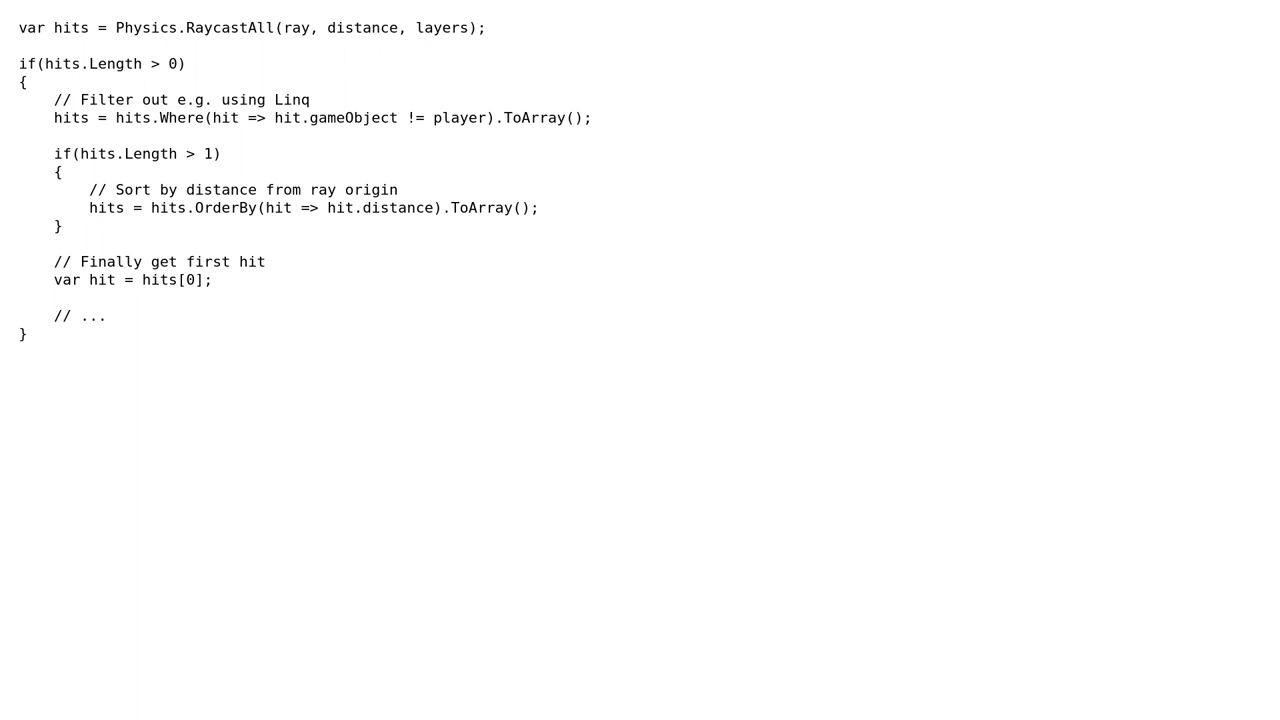 var hits = Physics.RaycastAll(ray, distance, layers);

if(hits.Length > 0)
{
    // Filter out e.g. using Linq
    hits = hits.Where(hit => hit.gameObject != player).ToArray();

    if(hits.Length > 1)
    {
        // Sort by distance from ray origin
        hits = hits.OrderBy(hit => hit.distance).ToArray();
    }

    // Finally get first hit
    var hit = hits[0];

    // ...
}